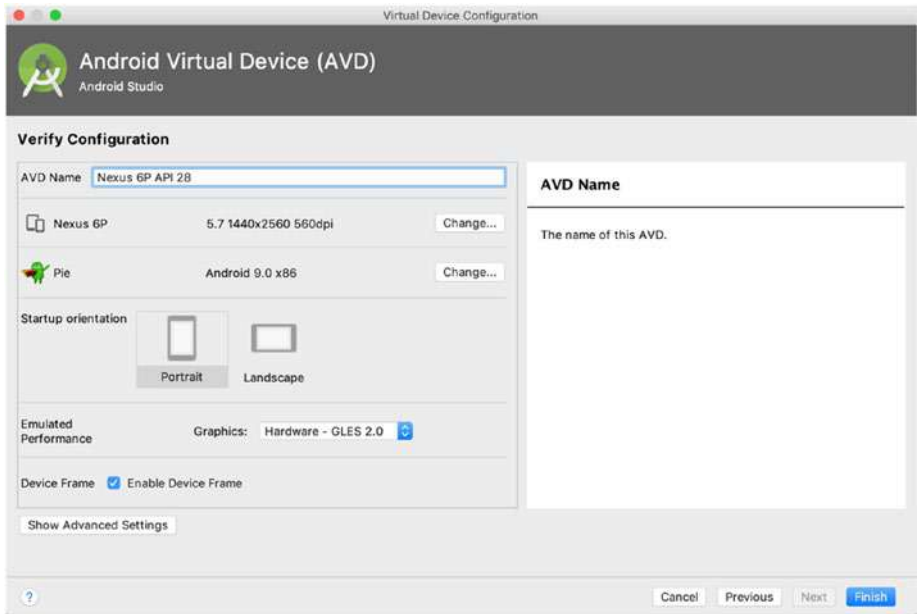 Virtual Device Configuration
Android Virtual Device (AVD)
Android Studio
Verify Configuration
AVD Name Nexus 6P API 28
Nexus 6P 5.7 1440x2560 560dpi Change...
Pie Android 9.0 x86 Change...
Startup orientation
Portrait Landscape
Emulated
Performance
Graphics: Hardware - GLES 2.0
Device Frame Enable Device Frame
Show Advanced Settings
AVD Name
The name of this AVD.
? Cancel Previous Next Finish